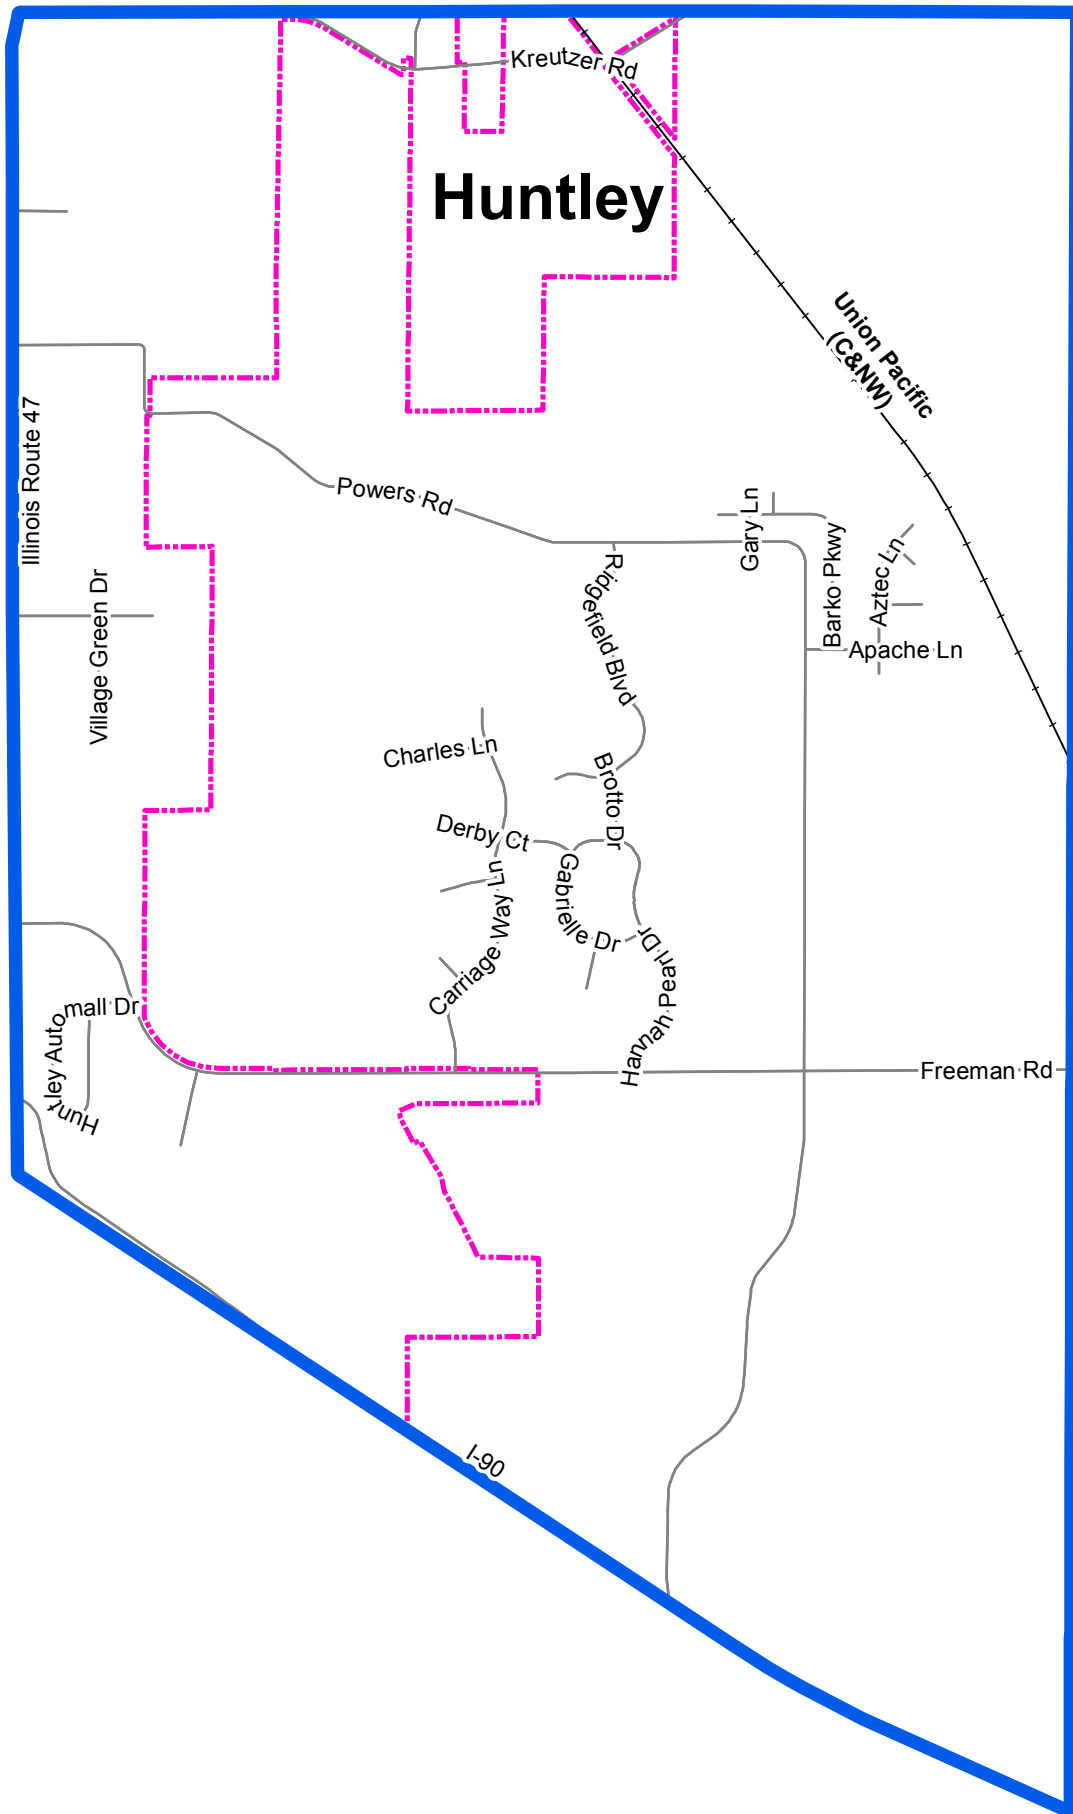 Kreutzer Rd
Huntley
Union Pacific
(C&NW)
Illinois Route 47
Powers Rd
Gary Ln
Barko Pkwy
Aztec Ln
Ridgefield Blvd
Apache Ln
Village Green Dr
Charles Ln
Brotto Dr
Derby Ct
Gabrielle Dr
Carriage Way Ln
Hannah Pearl Dr
Huntley Automall Dr
Freeman Rd
I-90